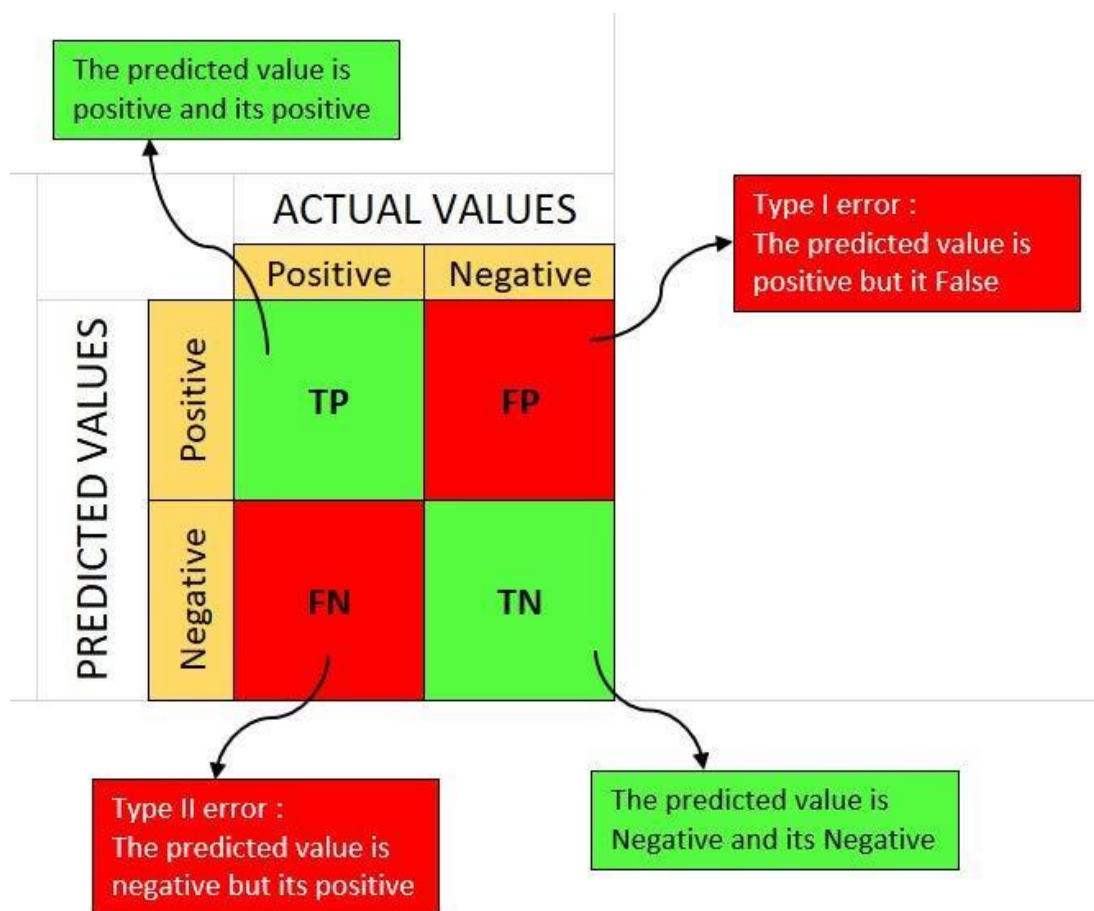 The predicted value is
positive and its positive
ACTUAL VALUES
Type I error :
The predicted value is
positive but it False
Positive
Negative
PREDICTED VALUES
Positive
TP
FP
Negative
FN
TN
Type II error :
The predicted value is
negative but its positive
The predicted value is
Negative and its Negative